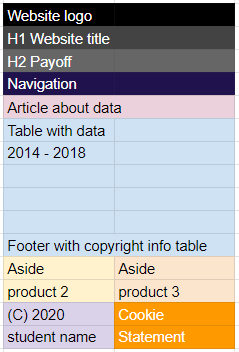 Website logo
H1 Website title
H2 Payoff
Navigation
Article about data
Table with data
2014 - 2018
Footer with copyright info table
Aside Aside
product 2 product 3
(C) 2020 Cookie
student name Statement